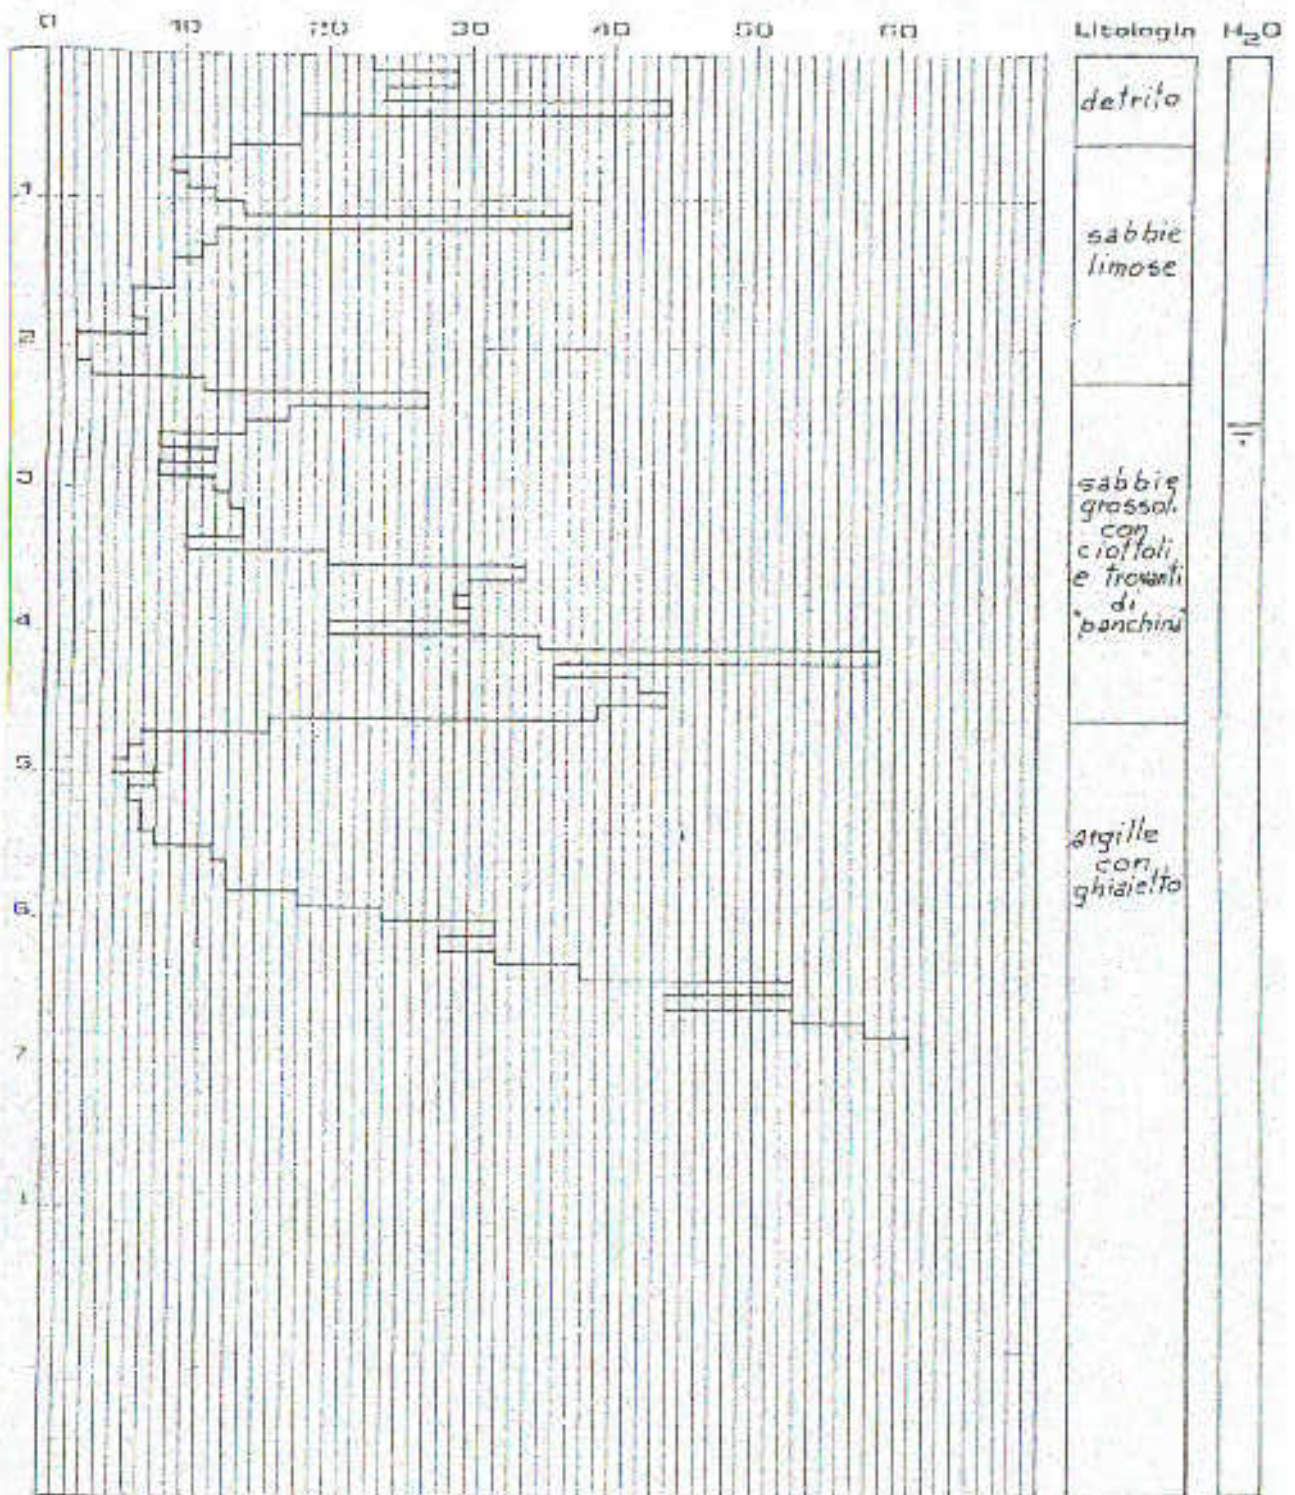 0 10 20 30 40 50 60 Litologia H2O
detrito
1
sabbie
limose
2
3
sabbie
grossol.
con
ciottoli
e trovanti
di
4
"panchina"
5
argille
con
ghiaietto
6
7